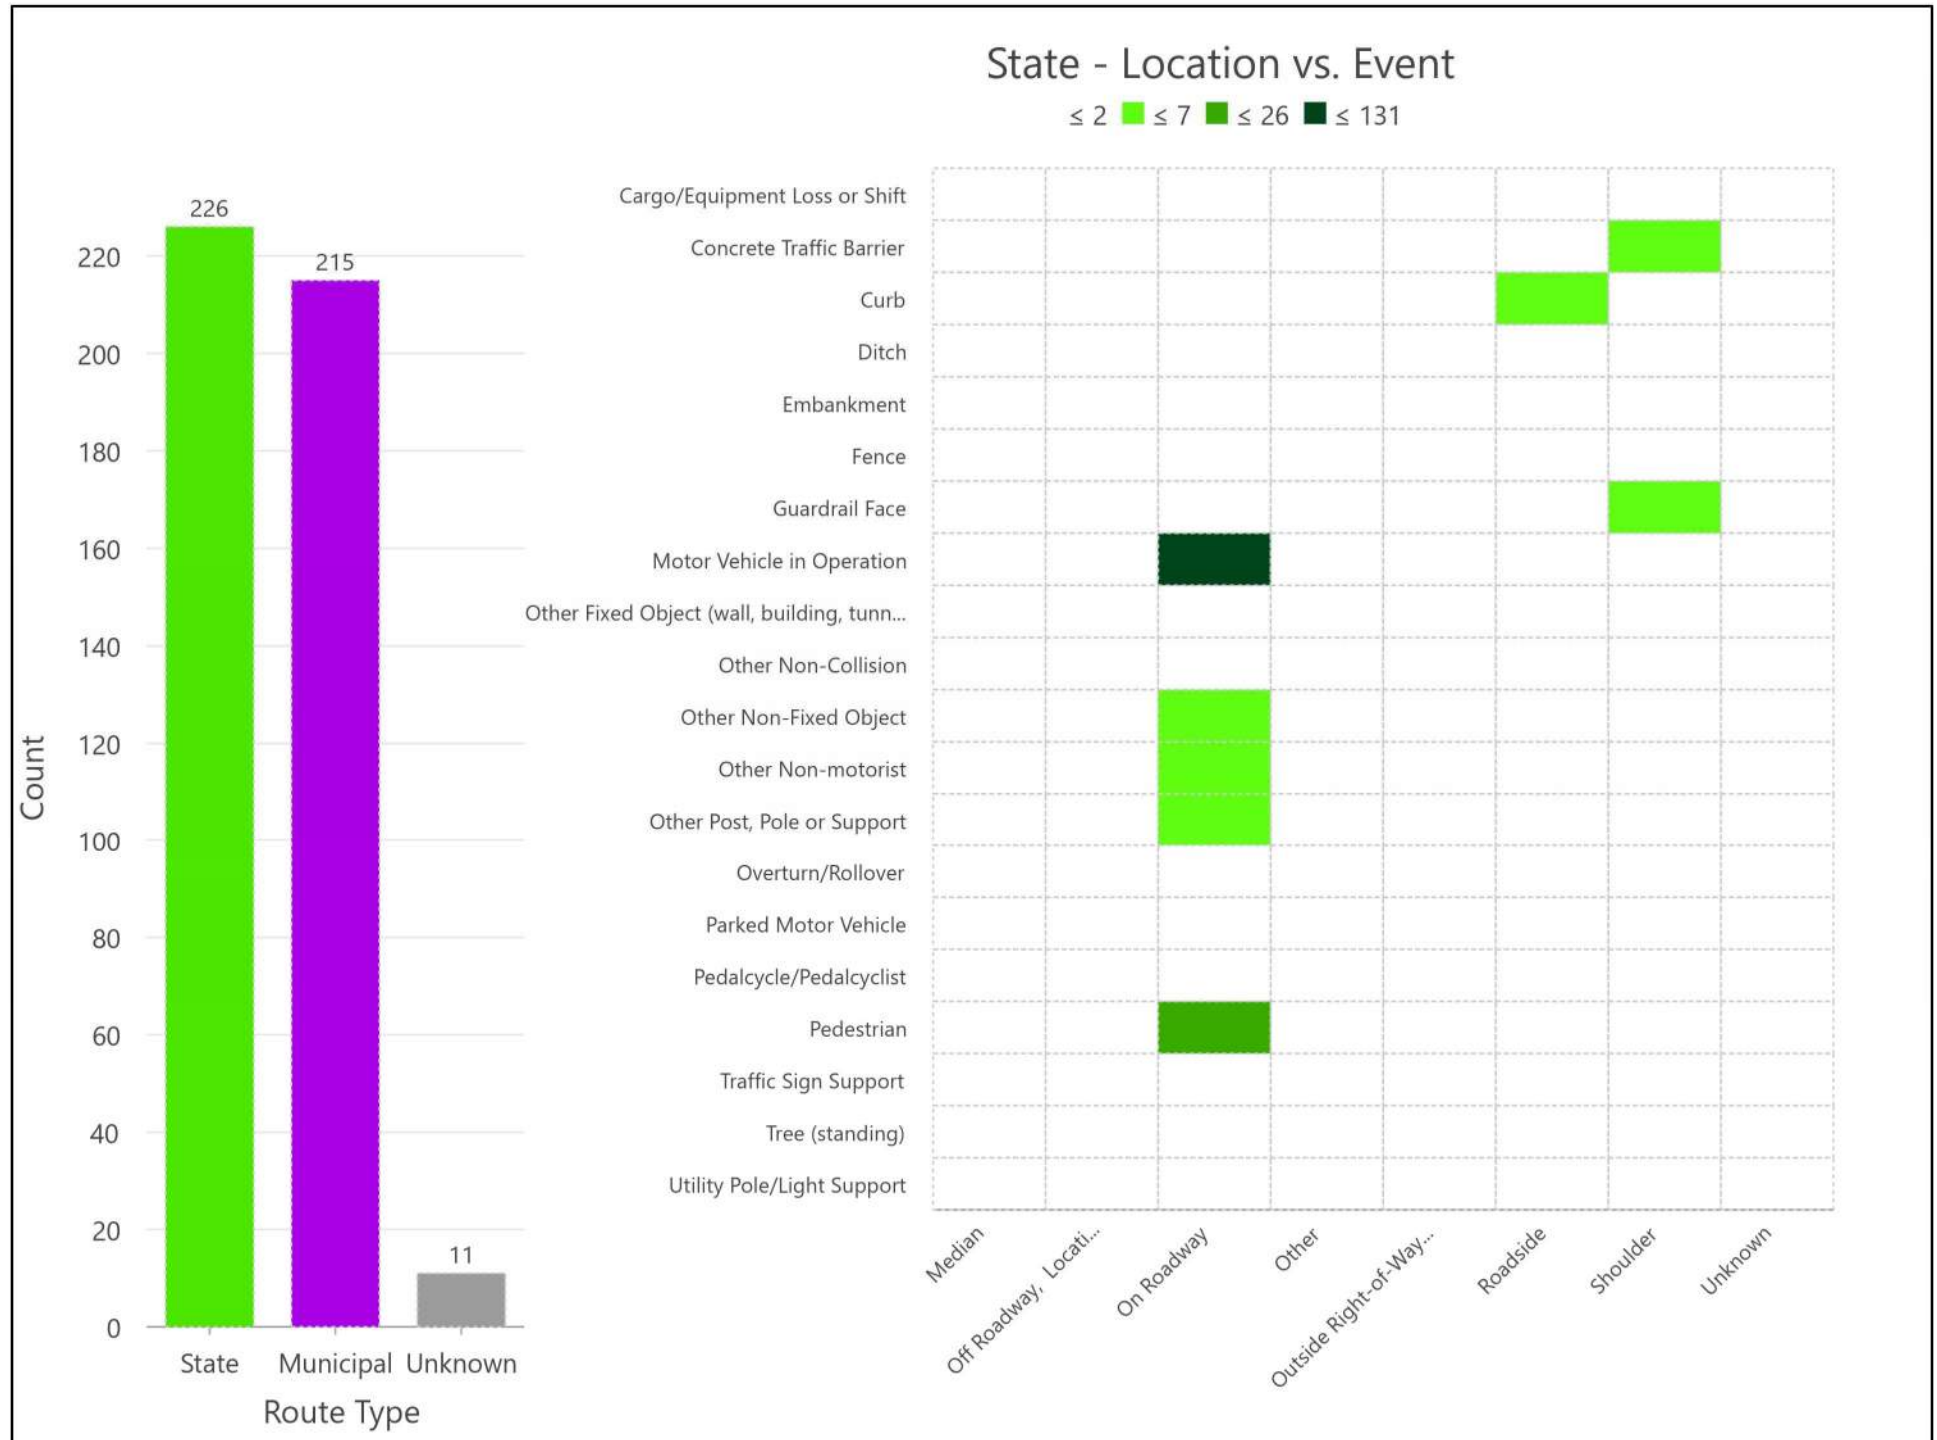 State - Location vs. Event
≤ 2 ≤ 7 ≤ 26 ≤ 131
226
215
11
220
200
180
160
140
120
100
80
60
40
20
0
Count
State Municipal Unknown
Route Type
Cargo/Equipment Loss or Shift
Concrete Traffic Barrier
Curb
Ditch
Embankment
Fence
Guardrail Face
Motor Vehicle in Operation
Other Fixed Object (wall, building, tunn...
Other Non-Collision
Other Non-Fixed Object
Other Non-motorist
Other Post, Pole or Support
Overturn/Rollover
Parked Motor Vehicle
Pedalcycle/Pedalcyclist
Pedestrian
Traffic Sign Support
Tree (standing)
Utility Pole/Light Support
Median
Off Roadway, Locati...
On Roadway
Other
Outside Right-of-Way...
Roadside
Shoulder
Unknown